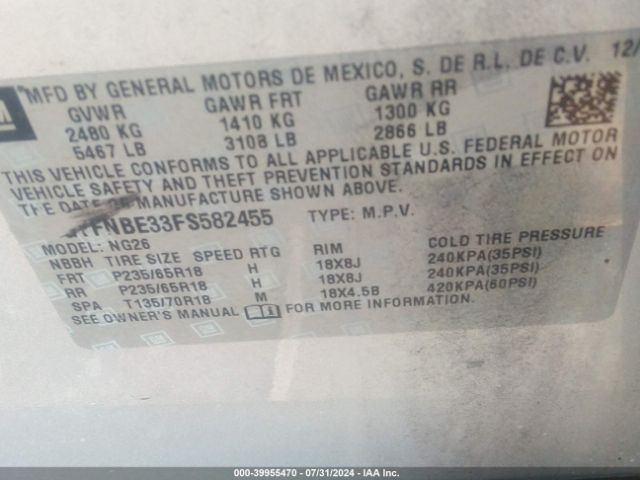 MFD BY GENERAL MOTORS DE MEXICO, S. DE R.L. DE C.V. 12/
GVWR GAWR FRT GAWR RR
2480 KG 1410 KG 1300 KG
5467 LB 3108 LB 2866 LB
THIS VEHICLE CONFORMS TO ALL APPLICABLE U.S. FEDERAL MOTOR
VEHICLE SAFETY AND THEFT PREVENTION STANDARDS IN EFFECT ON
THE DATE OF MANUFACTURE SHOWN ABOVE.
FNBE33FS582455 TYPE: M.P.V.
MODEL: NG26
NBBH TIRE SIZE SPEED RTG RIM COLD TIRE PRESSURE
FRT P235/65R18 H 18X8J 240KPA(35PSI)
RR P235/65R18 H 18X8J 240KPA(35PSI)
SPA T135/70R18 M 18X4.5B 420KPA(60PSI)
SEE OWNER'S MANUAL FOR MORE INFORMATION.
000-39955470 - 07/31/2024 - IAA Inc.